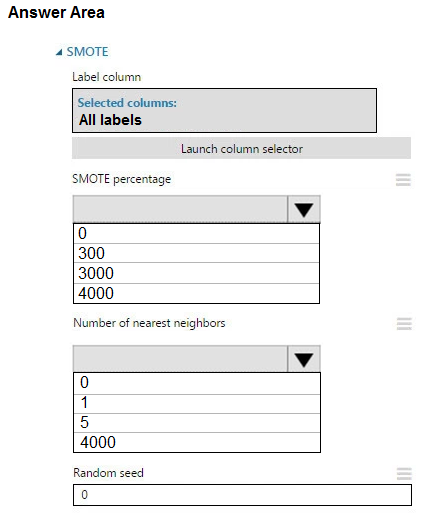 Answer Area
SMOTE
Label column
Selected columns:
All labels
Launch column selector
SMOTE percentage
0
300
3000
4000
Number of nearest neighbors
0
1
5
4000
Random seed
0